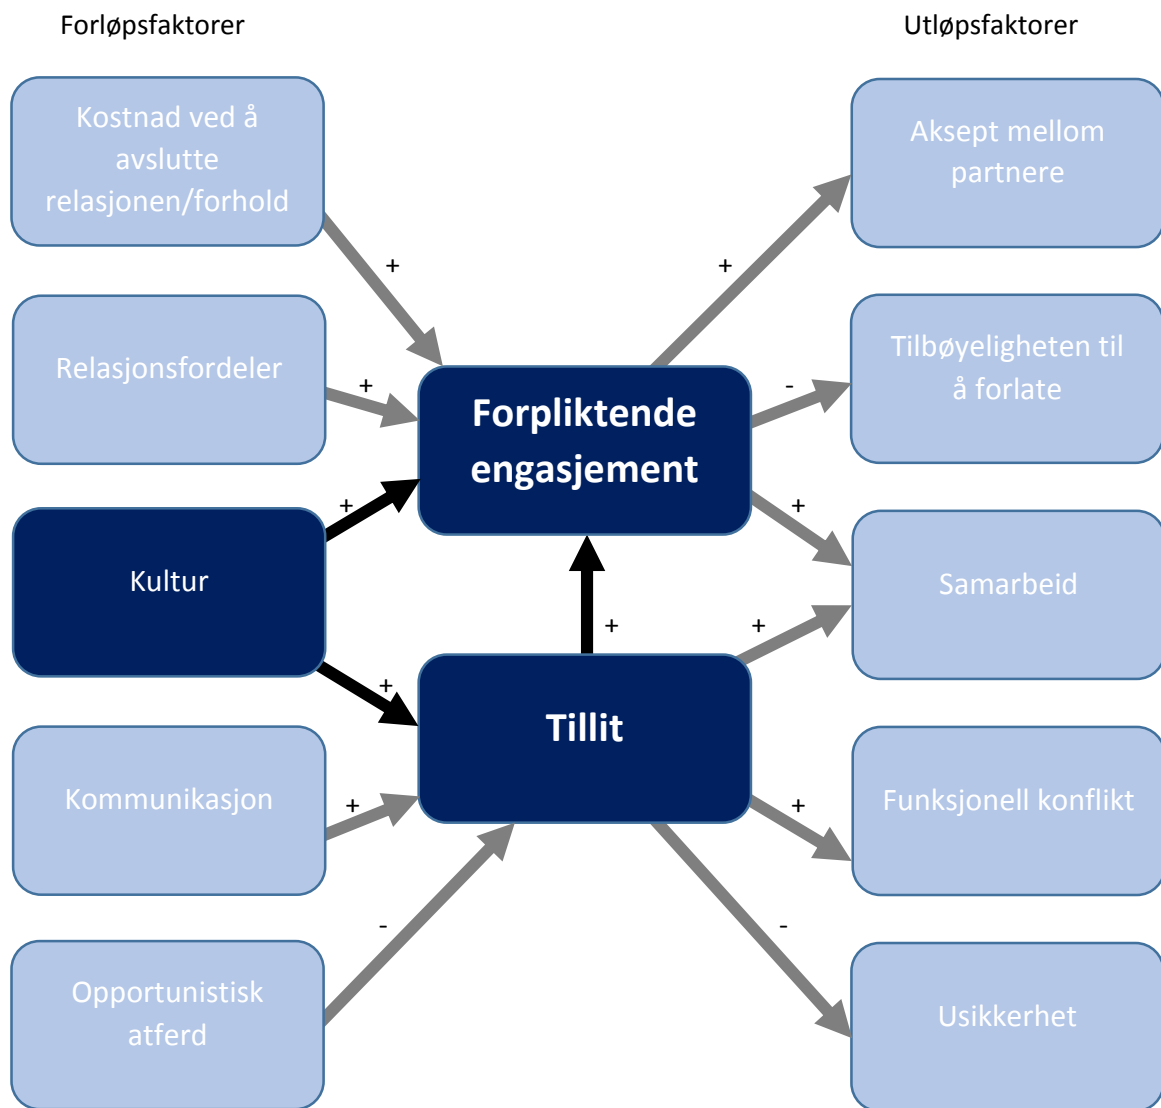 Forløpsfaktorer
Utløpsfaktorer
Kostnad ved å
avslutte
relasjonen/forhold
Aksept mellom
partnere
+
+
Relasjonsfordeler
+
Tilbøyeligheten til
å forlate
-
Forpliktende
engasjement
+
+
Kultur
Samarbeid
+
+
+
Tillit
Kommunikasjon
+
Funksjonell konflikt
+
-
-
Opportunistisk
atferd
Usikkerhet